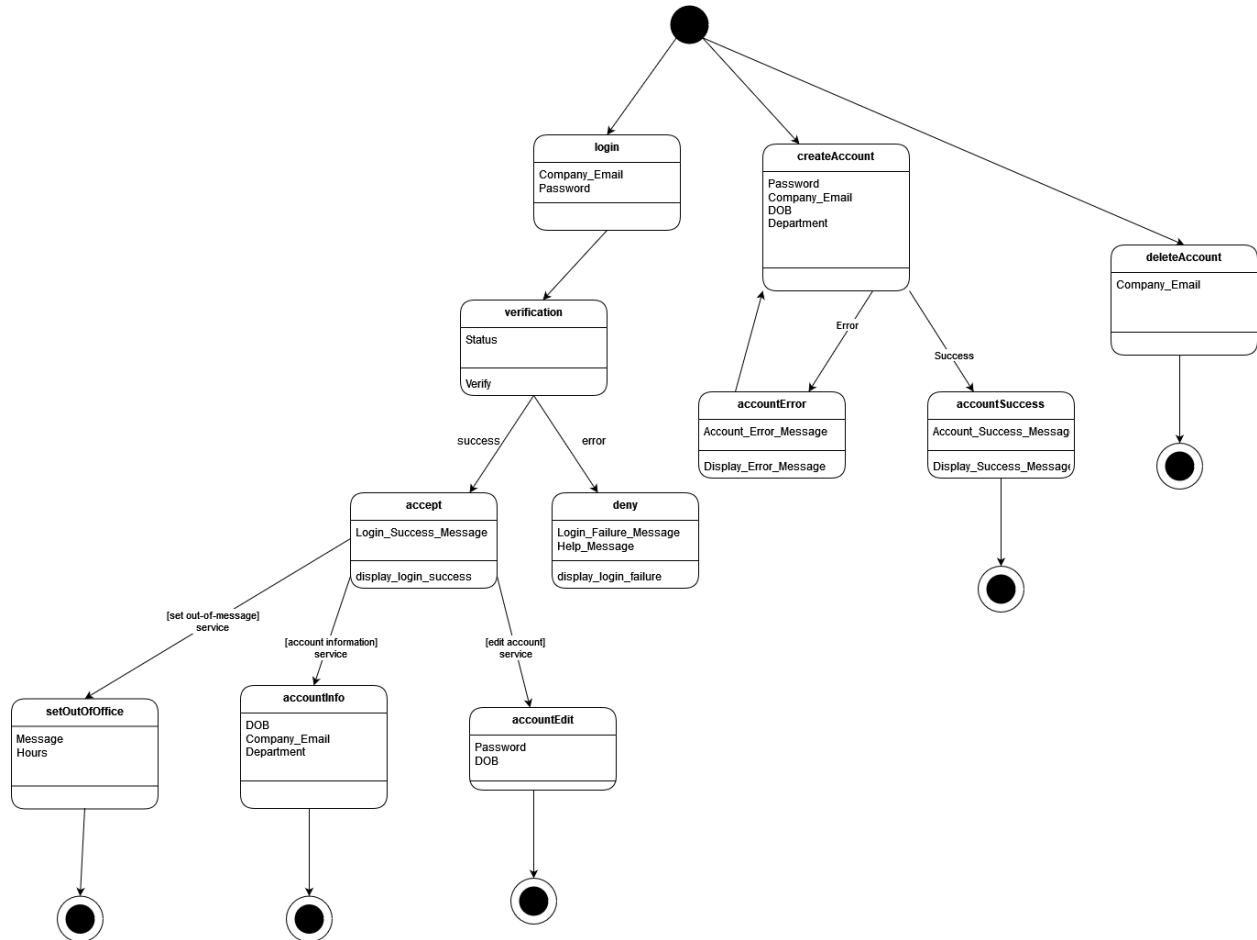 login
Company_Email
Password
createAccount
Password
Company_Email
DOB
Department
deleteAccount
Company_Email
verification
Status
Verify
Error
Success
accountError
Account_Error_Message
Display_Error_Message
accountSuccess
Account_Success_Messag
Display_Success_Message
success
error
accept
Login_Success_Message
display_login_success
deny
Login_Failure_Message
Help_Message
display_login_failure
[set out-of-message]
service
[account information]
service
[edit account]
service
setOutOfOffice
Message
Hours
accountInfo
DOB
Company_Email
Department
accountEdit
Password
DOB